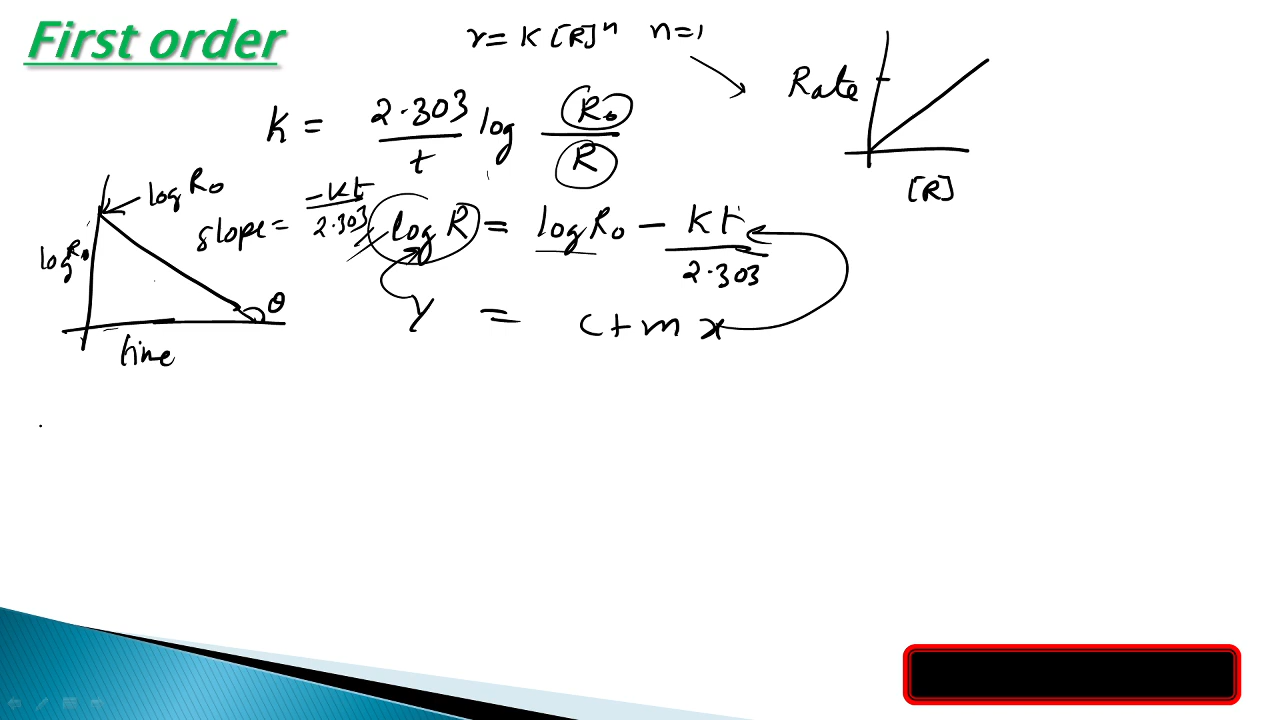 First order
r = K [R]^n n=1
Rate
[R]
K = 2.303/t log R₀/R
log R₀
slope = -Kt/2.303
log R = log R₀ - Kt/2.303
log R₀
θ
time
Y = C + m x